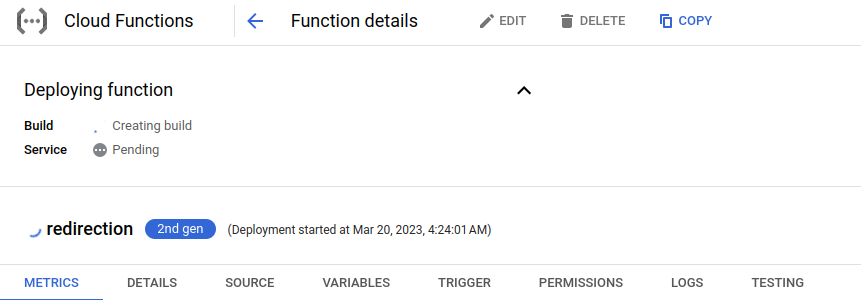 Cloud Functions Function details EDIT DELETE COPY
Deploying function
Build Creating build
Service Pending
redirection 2nd gen (Deployment started at Mar 20, 2023, 4:24:01 AM)
METRICS DETAILS SOURCE VARIABLES TRIGGER PERMISSIONS LOGS TESTING